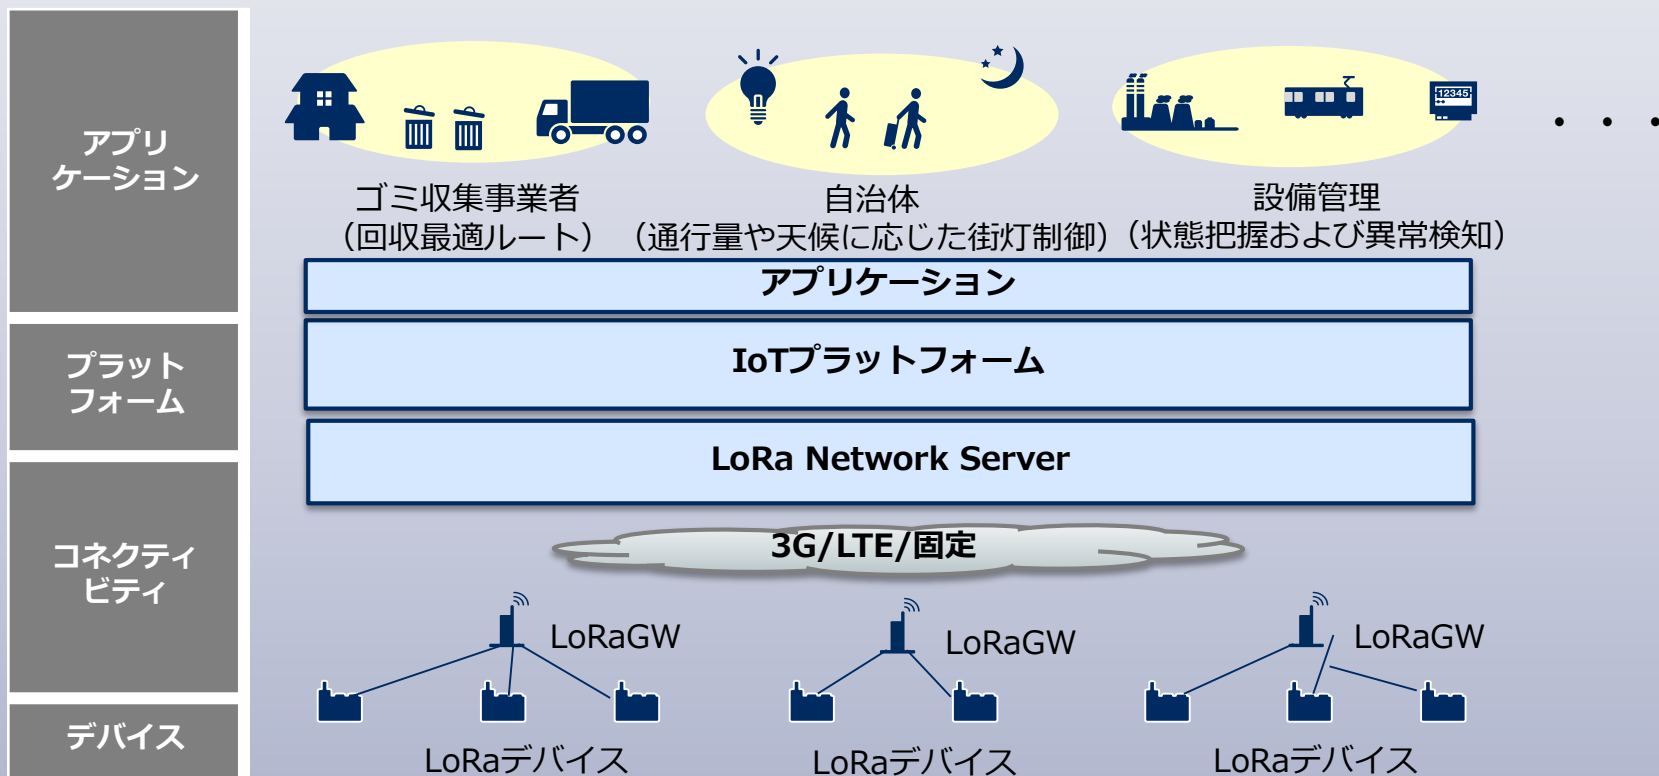 アプリ
ケーション
12345
・・・
ゴミ収集事業者
（回収最適ルート）
自治体
（通行量や天候に応じた街灯制御）
設備管理
（状態把握および異常検知）
アプリケーション
プラット
フォーム
IoTプラットフォーム
LoRa Network Server
コネクティ
ビティ
3G/LTE/固定
LoRaGW
LoRaGW
LoRaGW
デバイス
LoRaデバイス
LoRaデバイス
LoRaデバイス